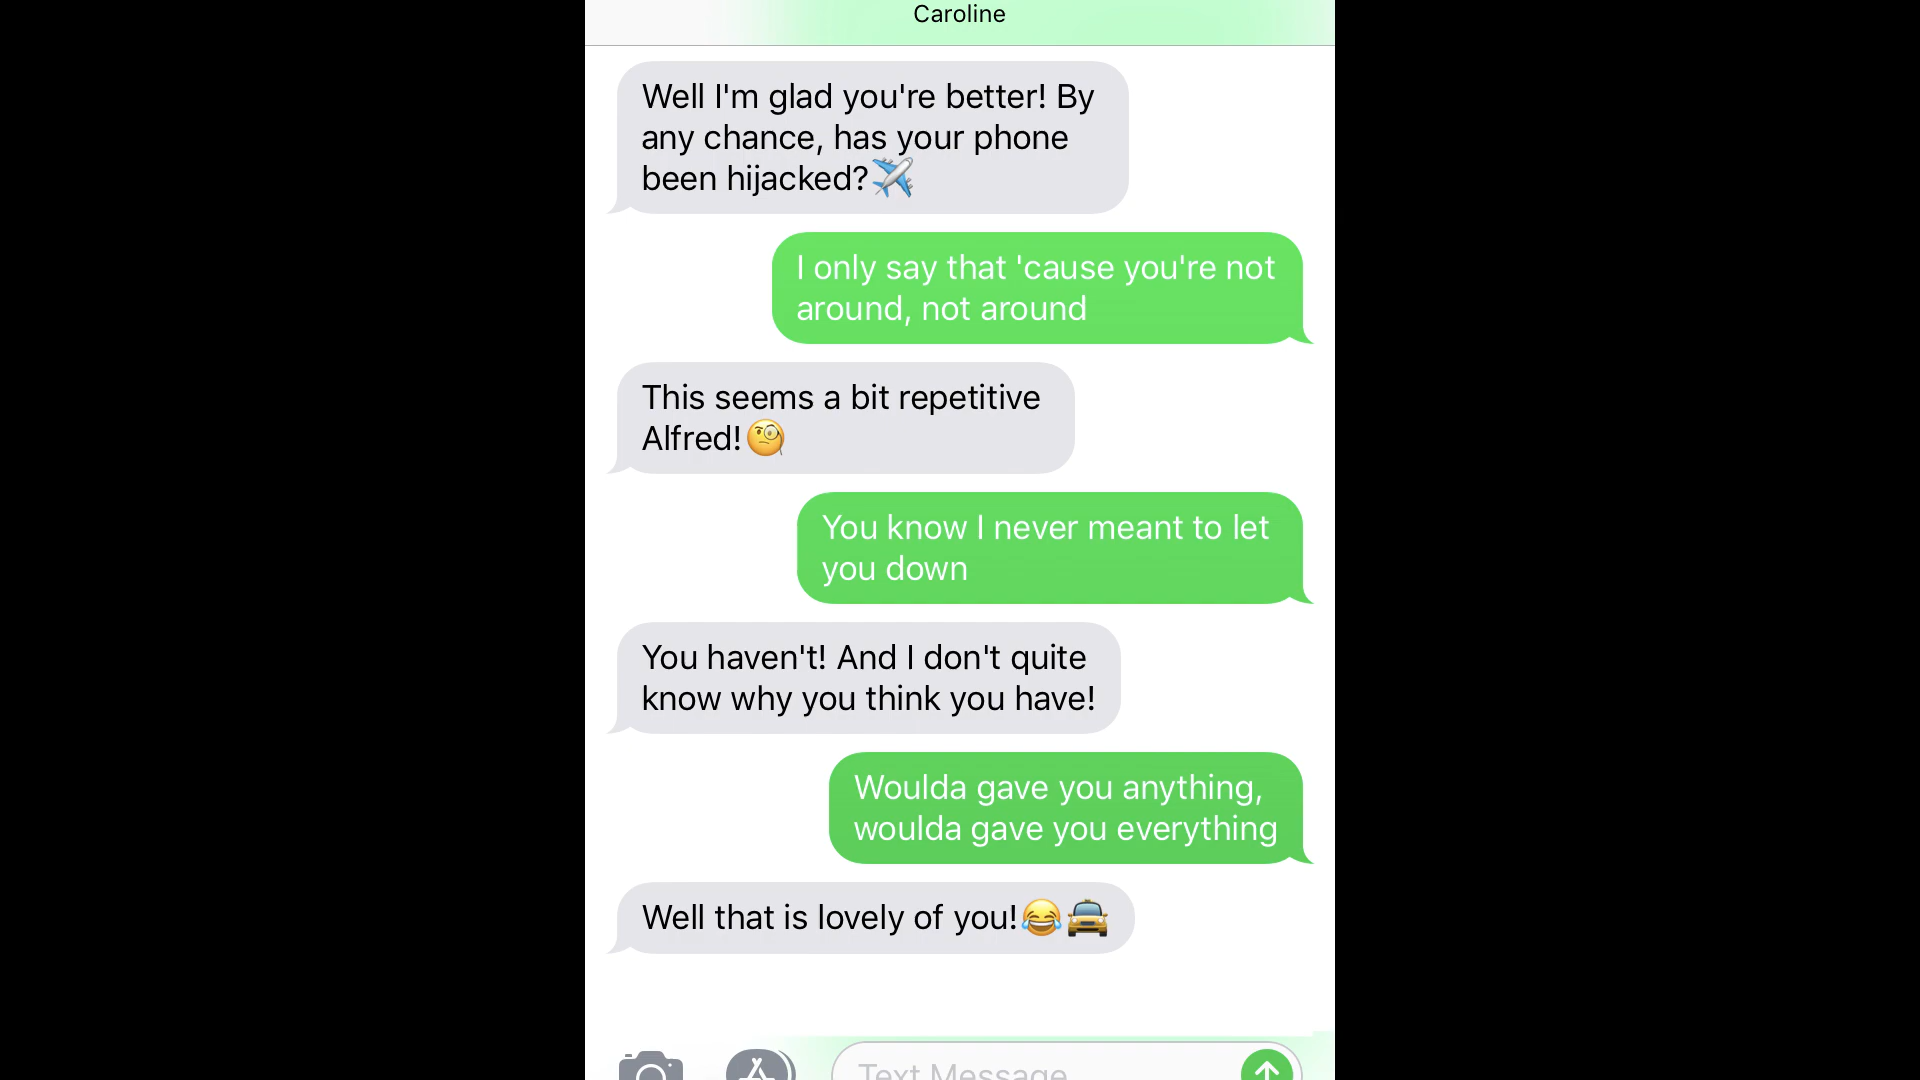 Caroline
Well I'm glad you're better! By
any chance, has your phone
been hijacked?✈️
I only say that 'cause you're not
around, not around
This seems a bit repetitive
Alfred!🧐
You know I never meant to let
you down
You haven't! And I don't quite
know why you think you have!
Woulda gave you anything,
woulda gave you everything
Well that is lovely of you!😂🚖
Text Message